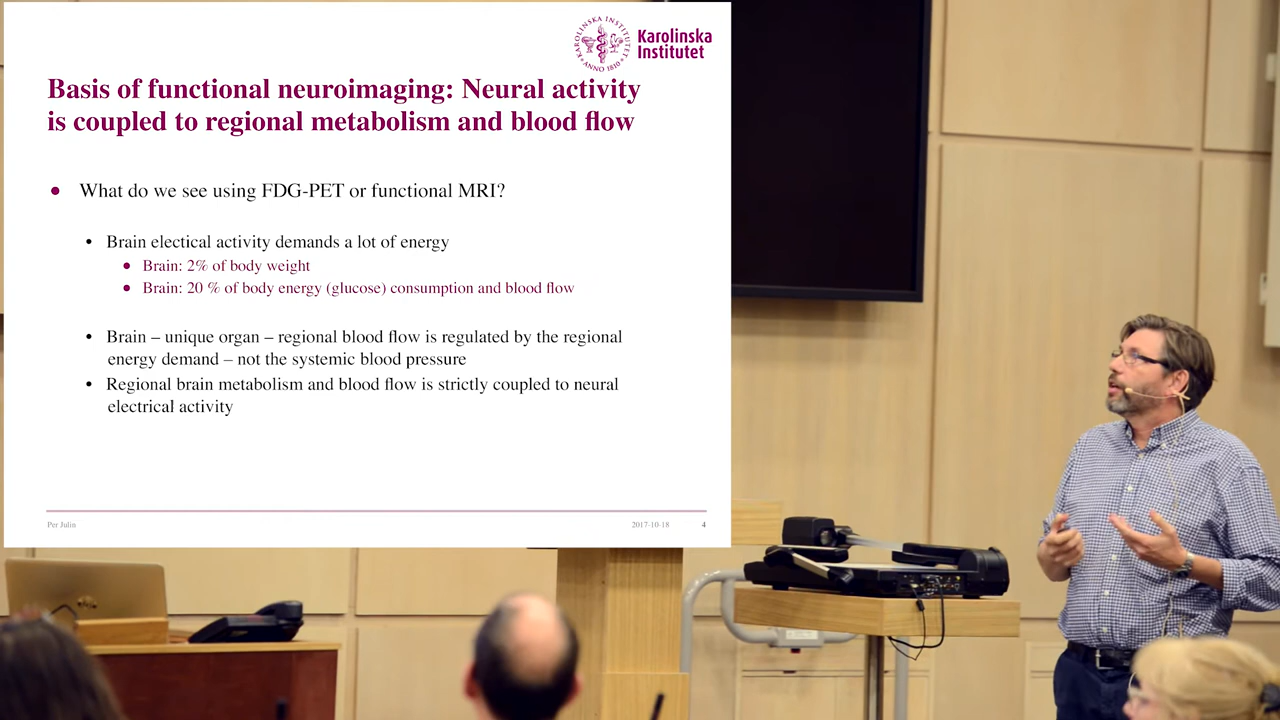 KAROLINSKA INSTITUTET
ANNO 1810
Karolinska
Institutet
Basis of functional neuroimaging: Neural activity
is coupled to regional metabolism and blood flow
What do we see using FDG-PET or functional MRI?
Brain electical activity demands a lot of energy
Brain: 2% of body weight
Brain: 20 % of body energy (glucose) consumption and blood flow
Brain – unique organ – regional blood flow is regulated by the regional
energy demand – not the systemic blood pressure
Regional brain metabolism and blood flow is strictly coupled to neural
electrical activity
Per Julin
2017-10-18
4